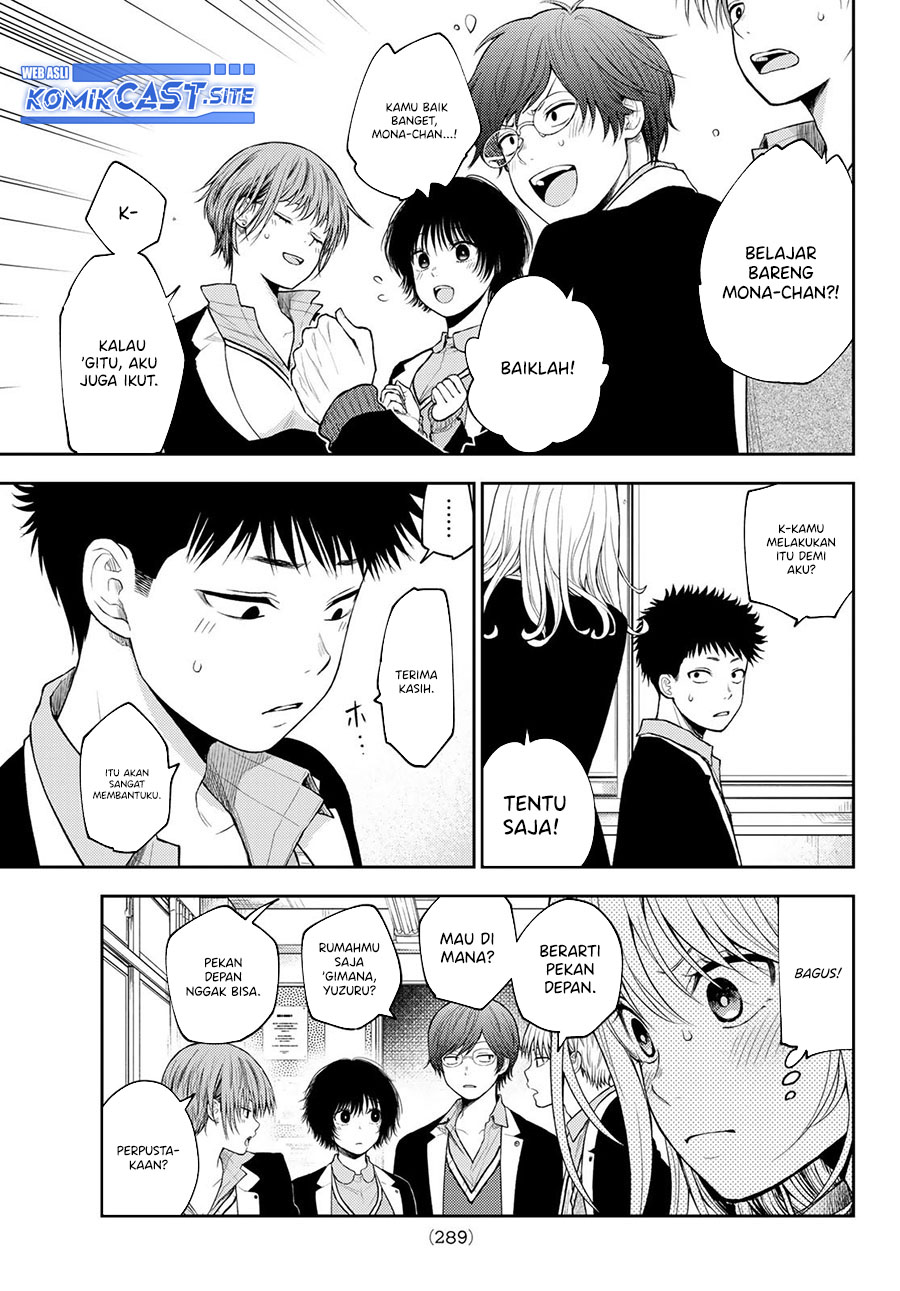 WEB ASLI
KOMIKCAST.SITE
BELAJAR
BARENG
MONA-CHAN?!
BAIKLAH!
KAMU BAIK
BANGET,
MONA-CHAN...!
K-
KALAU
'GITU, AKU
JUGA IKUT.
K-KAMU
MELAKUKAN
ITU DEMI
AKU?
TENTU
SAJA!
......
TERIMA
KASIH.
ホ…
ITU AKAN
SANGAT
MEMBANTUKU.
BAGUS!
BERARTI
PEKAN
DEPAN.
MAU DI
MANA?
RUMAHMU
SAJA
'GIMANA,
YUZURU?
PEKAN
DEPAN
NGGAK BISA.
PERPUSTA-
KAAN?
(289)